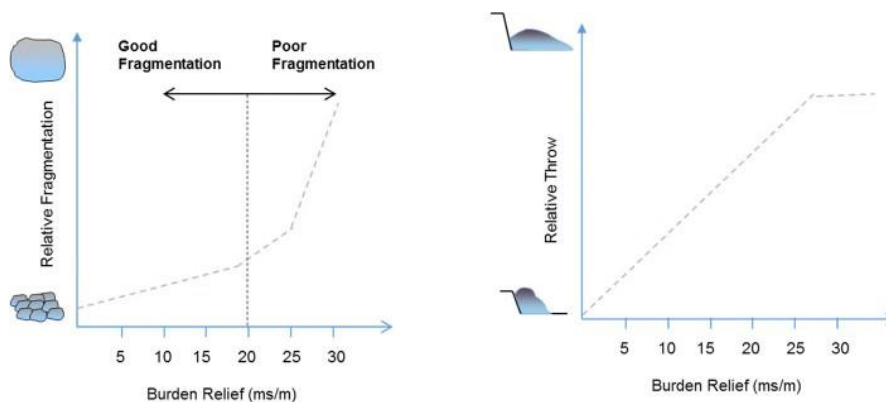 Good
Fragmentation
Poor
Fragmentation
Relative Fragmentation
5 10 15 20 25 30
Burden Relief (ms/m)
Relative Throw
5 10 15 20 25 30
Burden Relief (ms/m)